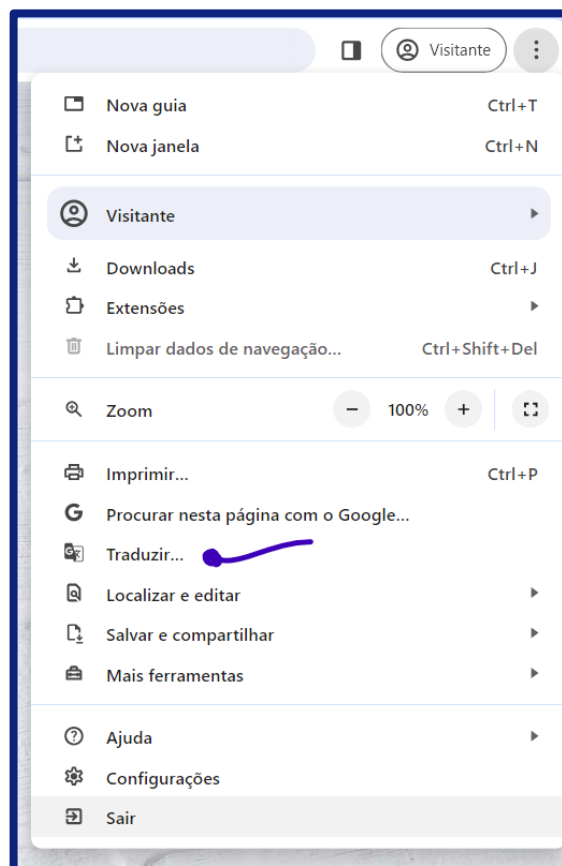 Visitante
Nova guia Ctrl+T
Nova janela Ctrl+N
Visitante
Downloads Ctrl+J
Extensões
Limpar dados de navegação... Ctrl+Shift+Del
Zoom − 100% +
Imprimir... Ctrl+P
Procurar nesta página com o Google...
Traduzir...
Localizar e editar
Salvar e compartilhar
Mais ferramentas
Ajuda
Configurações
Sair